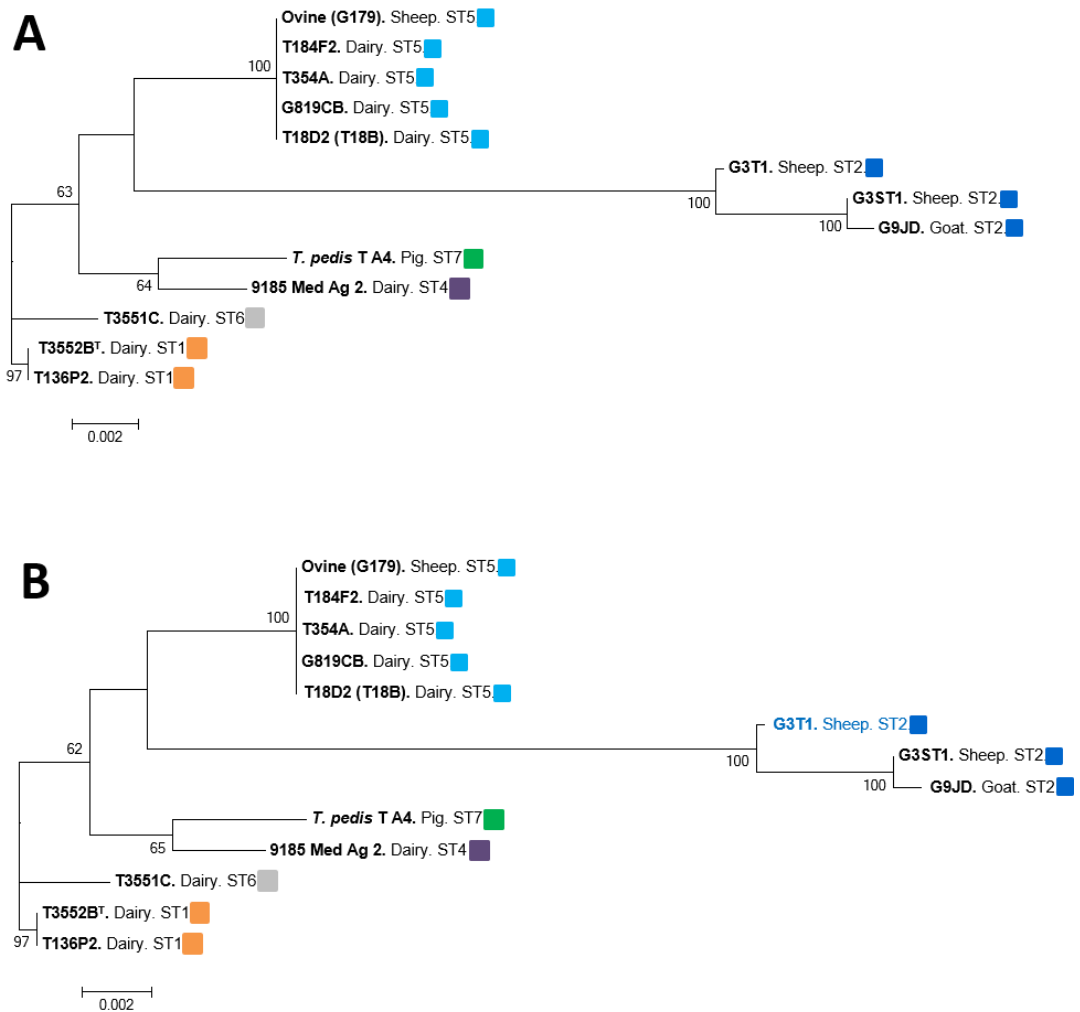 A
Ovine (G179). Sheep. ST5.
100
T184F2. Dairy. ST5.
T354A. Dairy. ST5
G819CB. Dairy. ST5
T18D2 (T18B). Dairy. ST5.
G3T1. Sheep. ST2.
63
100
G3ST1. Sheep. ST2.
100
G9JD. Goat. ST2.
T. pedis T A4. Pig. ST7
64
9185 Med Ag 2. Dairy. ST4
T3551C. Dairy. ST6
T3552Bᵀ. Dairy. ST1
97
T136P2. Dairy. ST1
0.002
B
Ovine (G179). Sheep. ST5.
100
T184F2. Dairy. ST5
T354A. Dairy. ST5
G819CB. Dairy. ST5
T18D2 (T18B). Dairy. ST5.
G3T1. Sheep. ST2.
62
100
G3ST1. Sheep. ST2.
100
G9JD. Goat. ST2
T. pedis T A4. Pig. ST7
65
9185 Med Ag 2. Dairy. ST4
T3551C. Dairy. ST6
T3552Bᵀ. Dairy. ST1
97
T136P2. Dairy. ST1
0.002